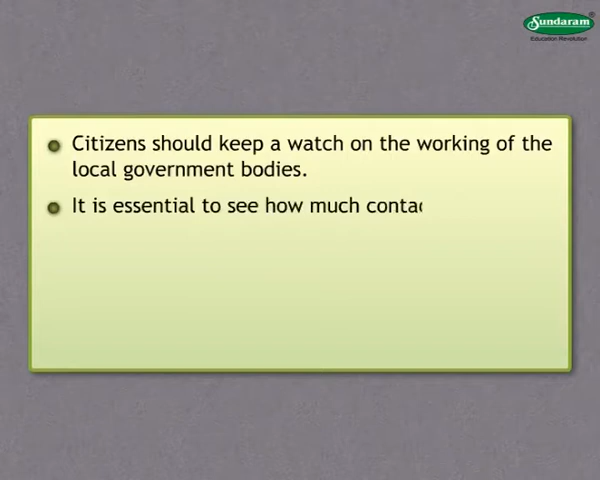 Sundaram
Education Revolution
Citizens should keep a watch on the working of the
local government bodies.
It is essential to see how much